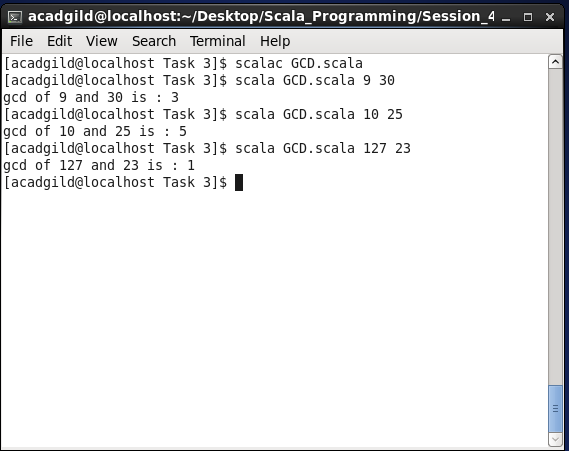 acadgild@localhost:~/Desktop/Scala_Programming/Session_4
File Edit View Search Terminal Help
[acadgild@localhost Task 3]$ scalac GCD.scala
[acadgild@localhost Task 3]$ scala GCD.scala 9 30
gcd of 9 and 30 is : 3
[acadgild@localhost Task 3]$ scala GCD.scala 10 25
gcd of 10 and 25 is : 5
[acadgild@localhost Task 3]$ scala GCD.scala 127 23
gcd of 127 and 23 is : 1
[acadgild@localhost Task 3]$